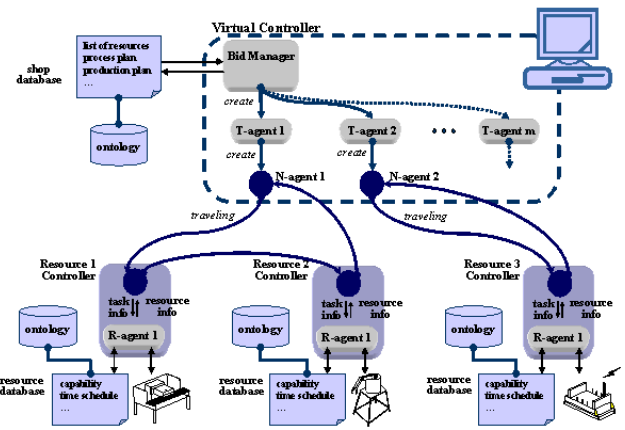 Virtual Controller
list of resources
process plan
production plan
...
shop
database
Bid Manager
create
ontology
T-agent 1
T-agent 2
...
T-agent m
create
create
N-agent 1
N-agent 2
traveling
traveling
Resource 1
Controller
Resource 2
Controller
Resource 3
Controller
task
info
resource
info
task
info
resource
info
task
info
resource
info
ontology
R-agent 1
ontology
R-agent 1
ontology
R-agent 1
resource
database
capability
time schedule
...
resource
database
capability
time schedule
...
resource
database
capability
time schedule
...